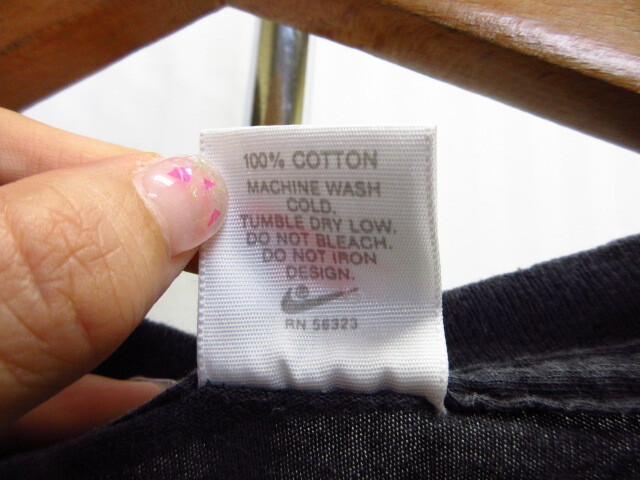 100% COTTON
MACHINE WASH
COLD.
TUMBLE DRY LOW.
DO NOT BLEACH.
DO NOT IRON
DESIGN.
RN 56323